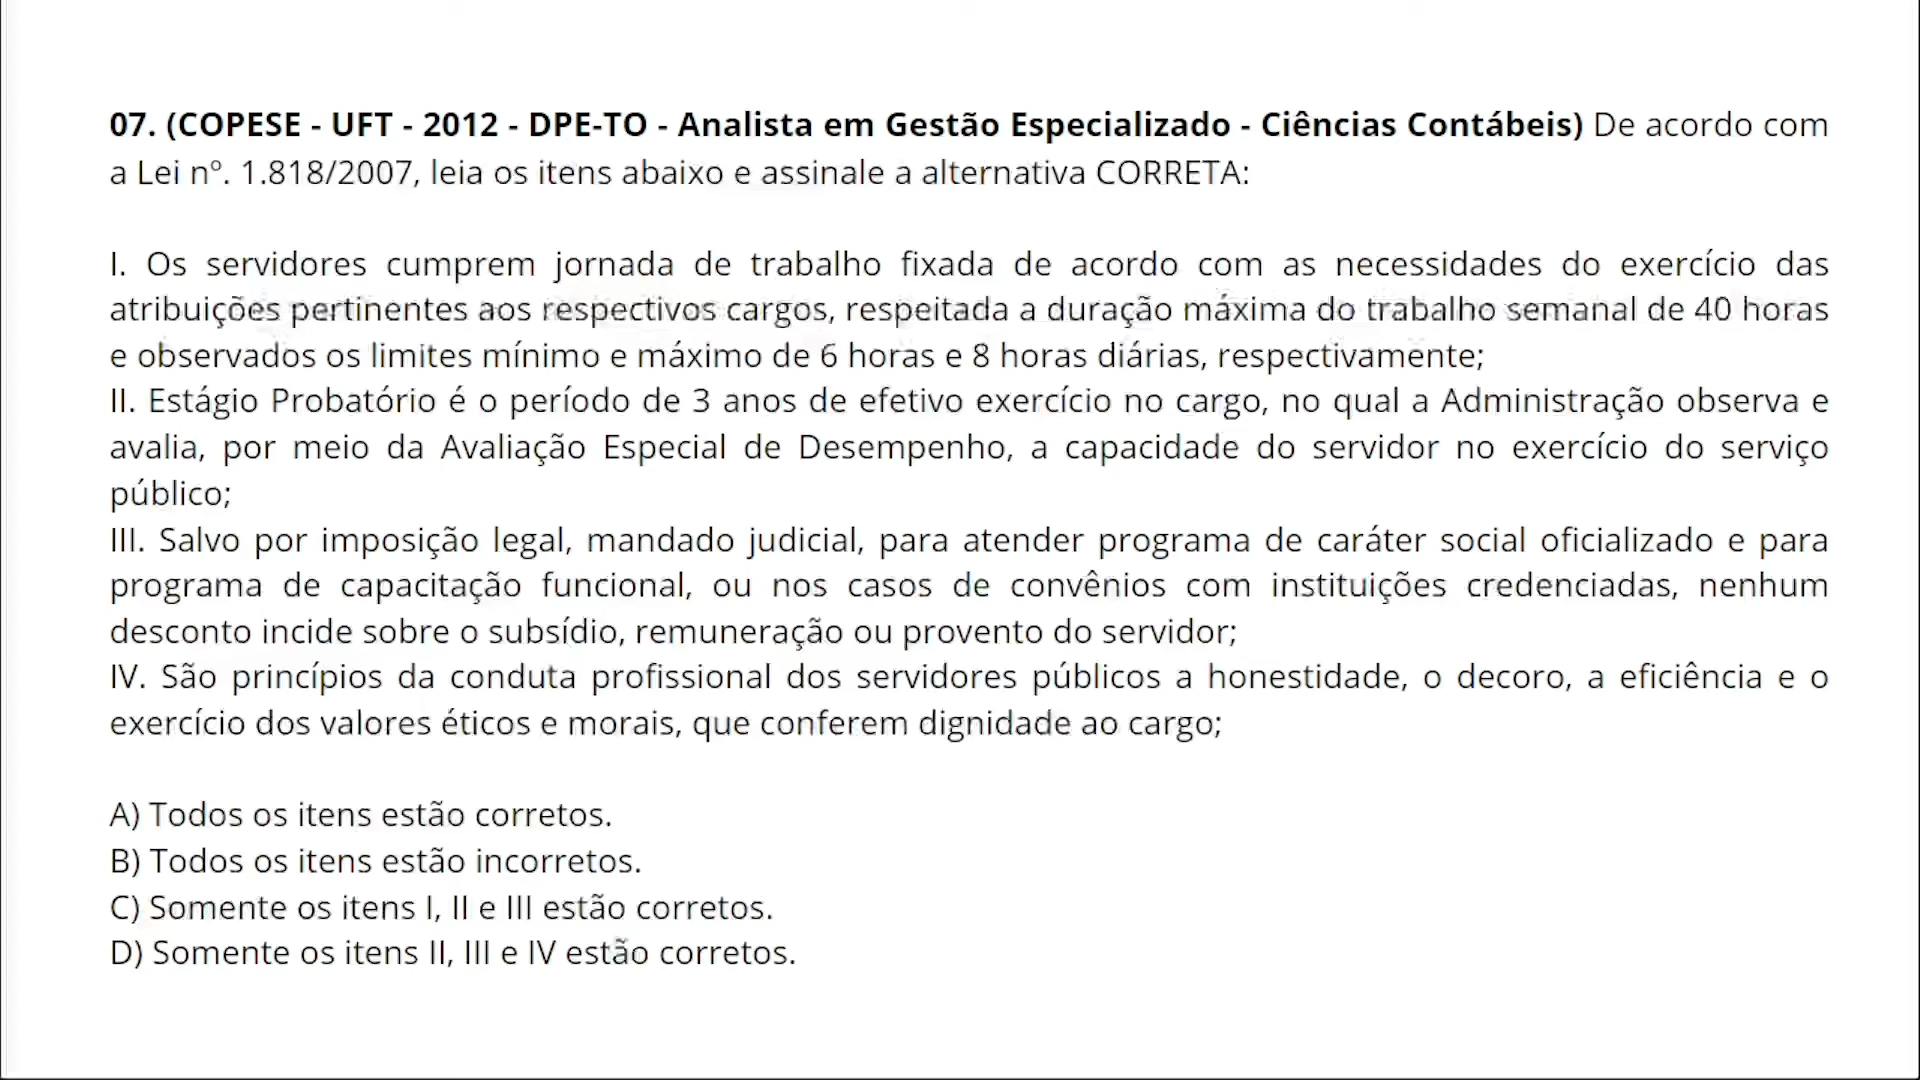 07. (COPESE - UFT - 2012 - DPE-TO - Analista em Gestão Especializado - Ciências Contábeis) De acordo com
a Lei nº. 1.818/2007, leia os itens abaixo e assinale a alternativa CORRETA:
I. Os servidores cumprem jornada de trabalho fixada de acordo com as necessidades do exercício das
atribuições pertinentes aos respectivos cargos, respeitada a duração máxima do trabalho semanal de 40 horas
e observados os limites mínimo e máximo de 6 horas e 8 horas diárias, respectivamente;
II. Estágio Probatório é o período de 3 anos de efetivo exercício no cargo, no qual a Administração observa e
avalia, por meio da Avaliação Especial de Desempenho, a capacidade do servidor no exercício do serviço
público;
III. Salvo por imposição legal, mandado judicial, para atender programa de caráter social oficializado e para
programa de capacitação funcional, ou nos casos de convênios com instituições credenciadas, nenhum
desconto incide sobre o subsídio, remuneração ou provento do servidor;
IV. São princípios da conduta profissional dos servidores públicos a honestidade, o decoro, a eficiência e o
exercício dos valores éticos e morais, que conferem dignidade ao cargo;
A) Todos os itens estão corretos.
B) Todos os itens estão incorretos.
C) Somente os itens I, II e III estão corretos.
D) Somente os itens II, III e IV estão corretos.